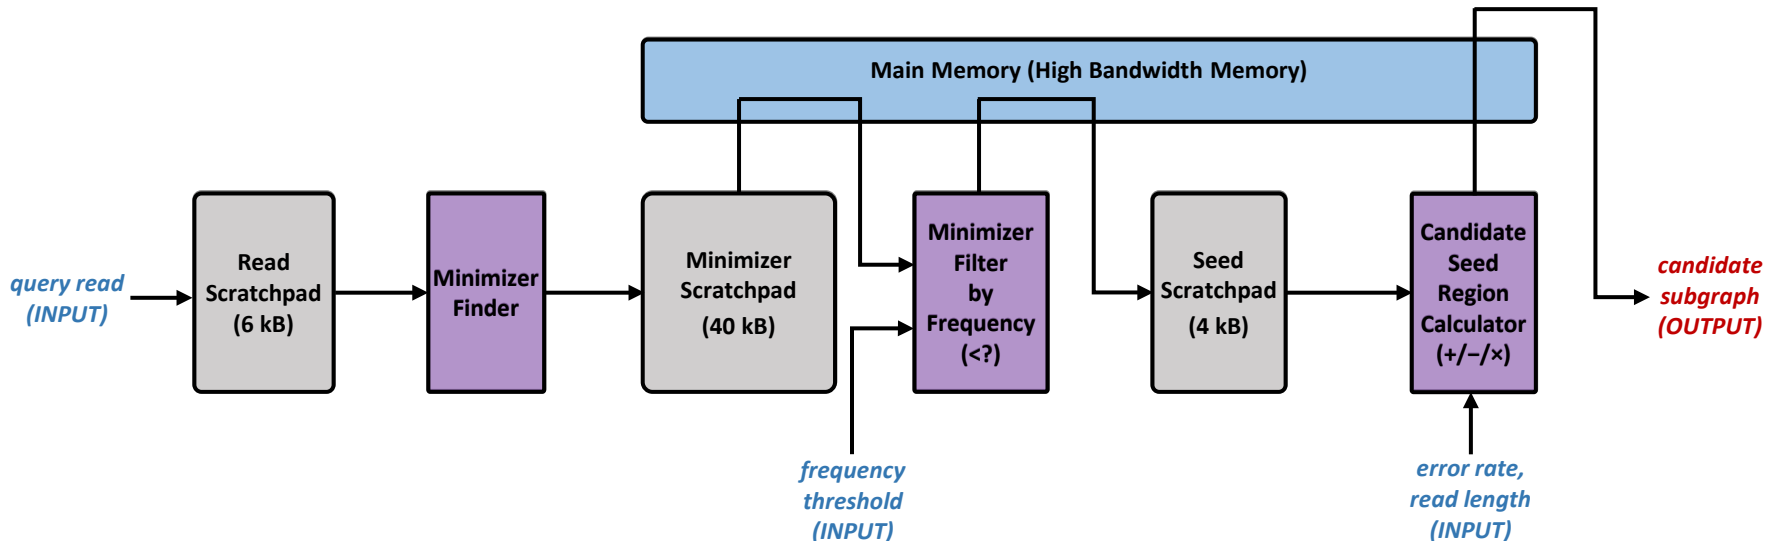 Main Memory (High Bandwidth Memory)
query read
(INPUT)
Read
Scratchpad
(6 kB)
Minimizer
Finder
Minimizer
Scratchpad
(40 kB)
Minimizer
Filter
by
Frequency
(<?)
Seed
Scratchpad
(4 kB)
Candidate
Seed
Region
Calculator
(+/−/×)
candidate
subgraph
(OUTPUT)
frequency
threshold
(INPUT)
error rate,
read length
(INPUT)